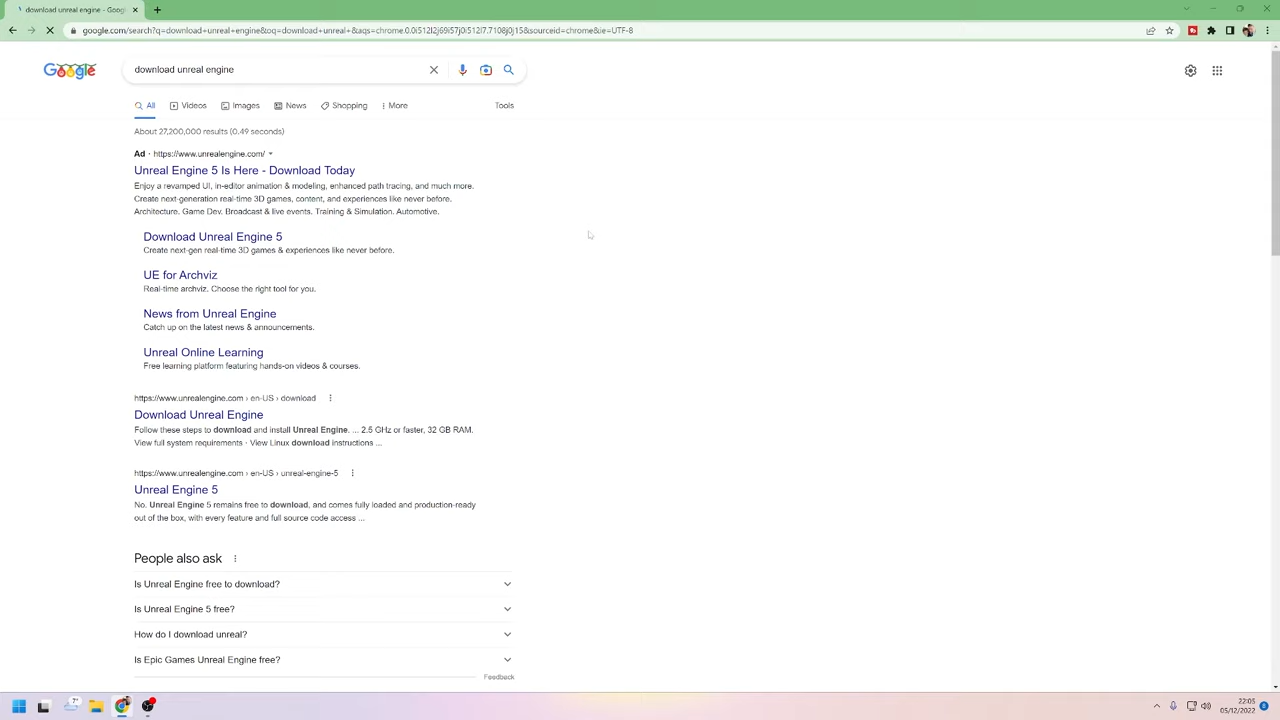 download unreal engine - Googl
google.com/search?q=download+unreal+engine&oq=download+unreal+&aqs=chrome.0.0i512l2j69i57j0i512l7.7108j0j15&sourceid=chrome&ie=UTF-8
Google
download unreal engine
All Videos Images News Shopping More Tools
About 27,200,000 results (0.49 seconds)
Ad · https://www.unrealengine.com/
Unreal Engine 5 Is Here - Download Today
Enjoy a revamped UI, in-editor animation & modeling, enhanced path tracing, and much more.
Create next-generation real-time 3D games, content, and experiences like never before.
Architecture. Game Dev. Broadcast & live events. Training & Simulation. Automotive.
Download Unreal Engine 5
Create next-gen real-time 3D games & experiences like never before.
UE for Archviz
Real-time archviz. Choose the right tool for you.
News from Unreal Engine
Catch up on the latest news & announcements.
Unreal Online Learning
Free learning platform featuring hands-on videos & courses.
https://www.unrealengine.com › en-US › download
Download Unreal Engine
Follow these steps to download and install Unreal Engine. ... 2.5 GHz or faster, 32 GB RAM.
View full system requirements · View Linux download instructions ...
https://www.unrealengine.com › en-US › unreal-engine-5
Unreal Engine 5
No. Unreal Engine 5 remains free to download, and comes fully loaded and production-ready
out of the box, with every feature and full source code access ...
People also ask
Is Unreal Engine free to download?
Is Unreal Engine 5 free?
How do I download unreal?
Is Epic Games Unreal Engine free?
Feedback
7°
22:05
05/12/2022